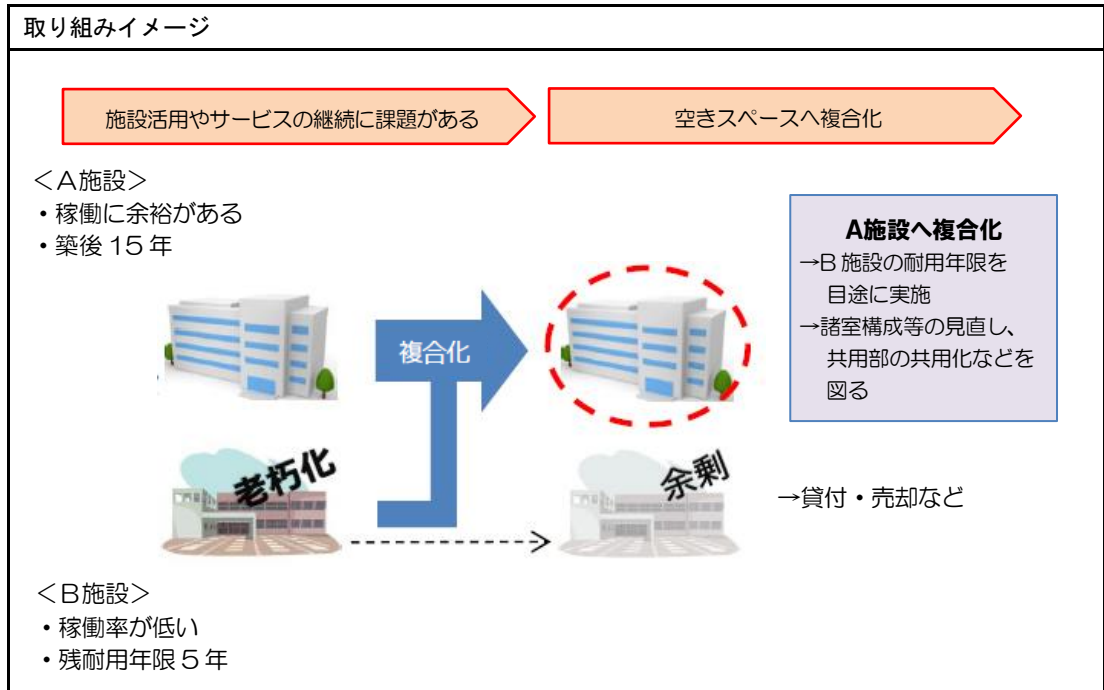 取り組みイメージ
施設活用やサービスの継続に課題がある
空きスペースへ複合化
＜A施設＞
・稼働に余裕がある
・築後 15 年
複合化
A施設へ複合化
→B 施設の耐用年限を
目途に実施
→諸室構成等の見直し、
共用部の共用化などを
図る
老朽化
余剰
→貸付・売却など
＜B施設＞
・稼働率が低い
・残耐用年限 5 年